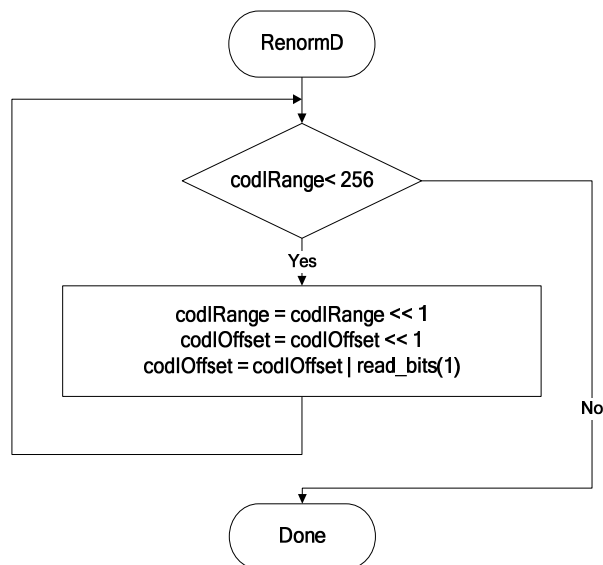 RenormD
codIRange< 256
Yes
codIRange = codIRange << 1
codIOffset = codIOffset << 1
codIOffset = codIOffset | read_bits(1)
No
Done